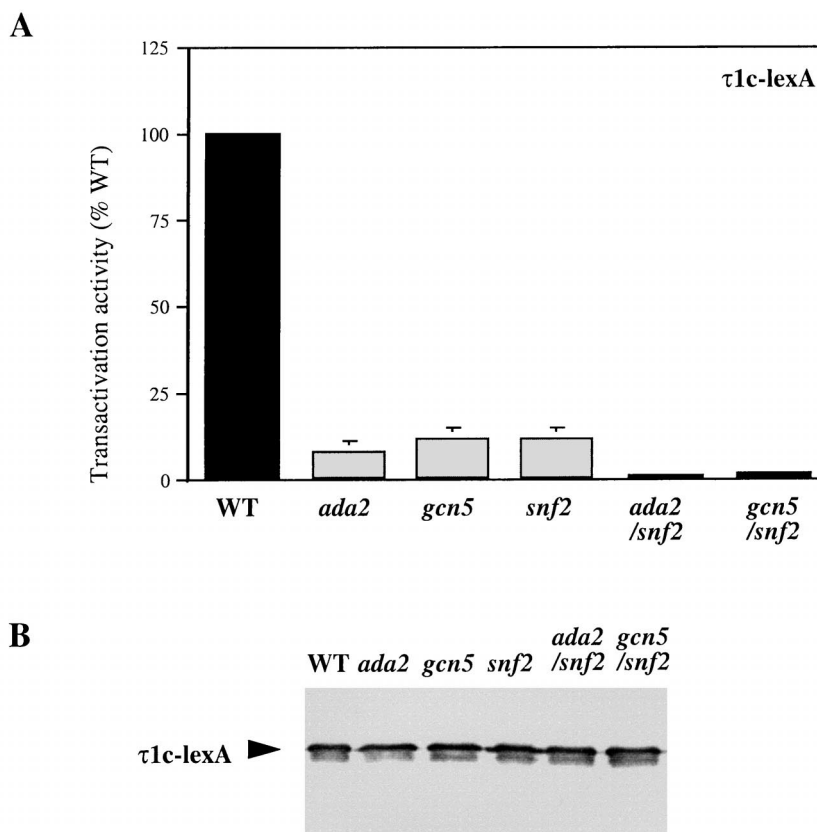 A
125
τ1c-lexA
100
75
50
25
0
Transactivation activity (% WT)
WT ada2 gcn5 snf2 ada2 /snf2 gcn5 /snf2
B
WT ada2 gcn5 snf2 ada2 /snf2 gcn5 /snf2
τ1c-lexA